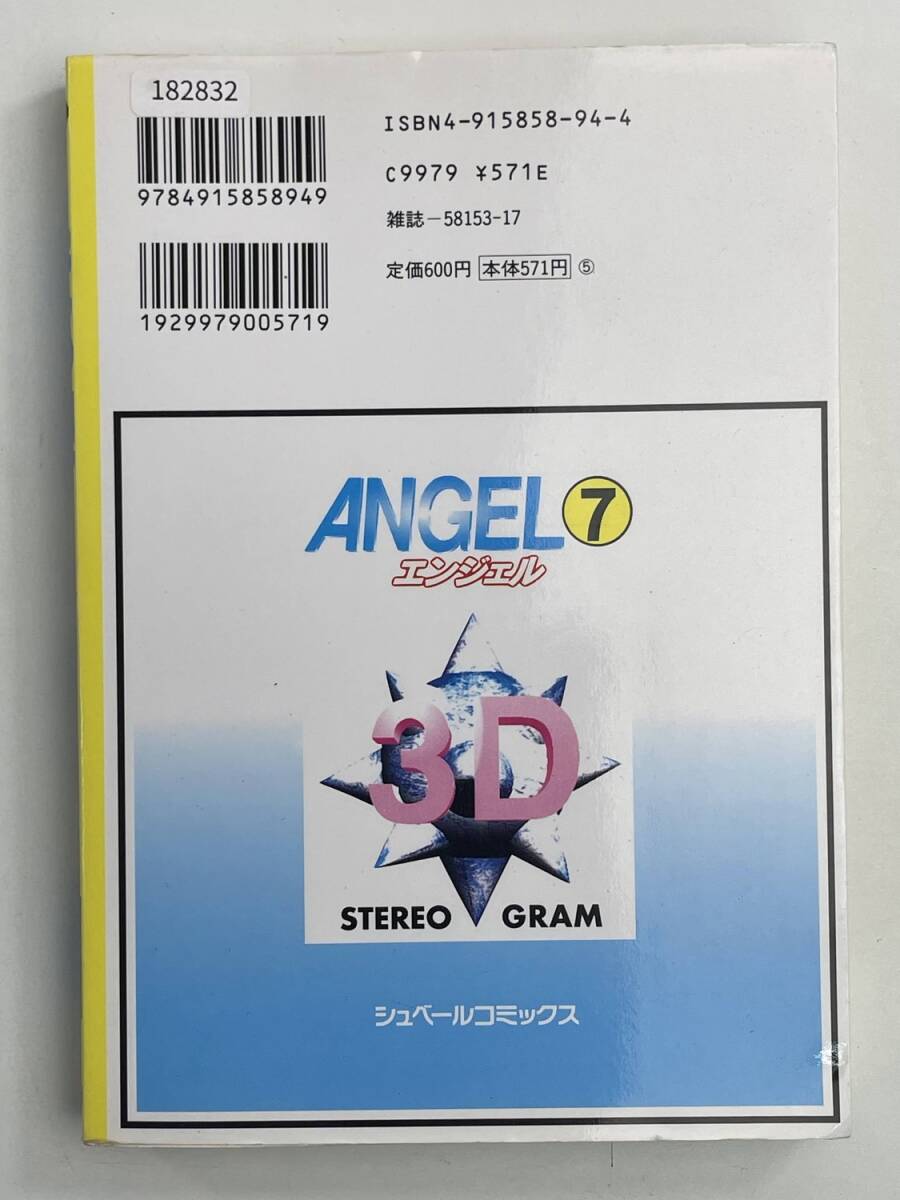 182832
ISBN4-915858-94-4
9784915858949
C9979 ¥571E
雑誌-58153-17
定価600円 本体571円 ⑤
1929979005719
ANGEL 7
エンジェル
3D
STEREO GRAM
シュベールコミックス